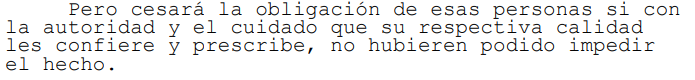 Pero cesará la obligación de esas personas si con
la autoridad y el cuidado que su respectiva calidad
les confiere y prescribe, no hubieren podido impedir
el hecho.